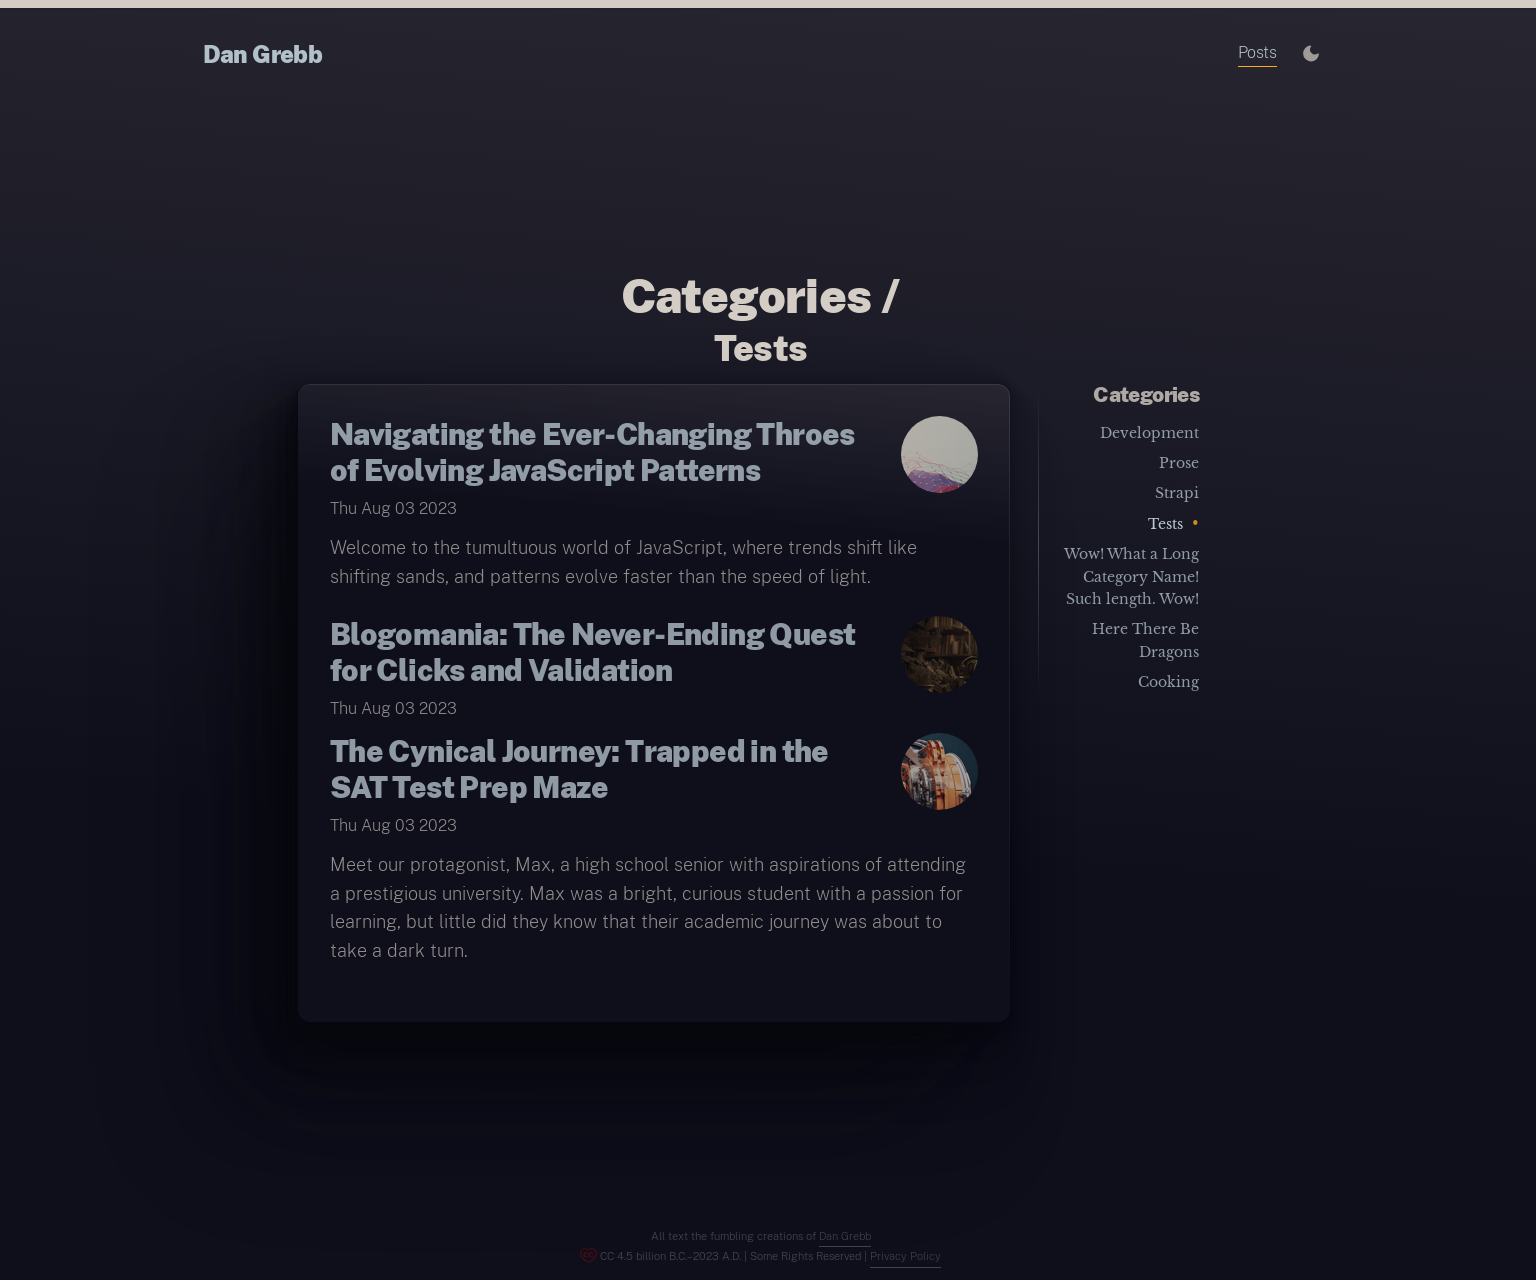 Dan Grebb
Posts
Categories /
Tests
Navigating the Ever-Changing Throes
of Evolving JavaScript Patterns
Thu Aug 03 2023
Welcome to the tumultuous world of JavaScript, where trends shift like
shifting sands, and patterns evolve faster than the speed of light.
Blogomania: The Never-Ending Quest
for Clicks and Validation
Thu Aug 03 2023
The Cynical Journey: Trapped in the
SAT Test Prep Maze
Thu Aug 03 2023
Meet our protagonist, Max, a high school senior with aspirations of attending
a prestigious university. Max was a bright, curious student with a passion for
learning, but little did they know that their academic journey was about to
take a dark turn.
Categories
Development
Prose
Strapi
Tests •
Wow! What a Long
Category Name!
Such length. Wow!
Here There Be
Dragons
Cooking
All text the fumbling creations of Dan Grebb
CC 4.5 billion B.C.–2023 A.D. | Some Rights Reserved | Privacy Policy